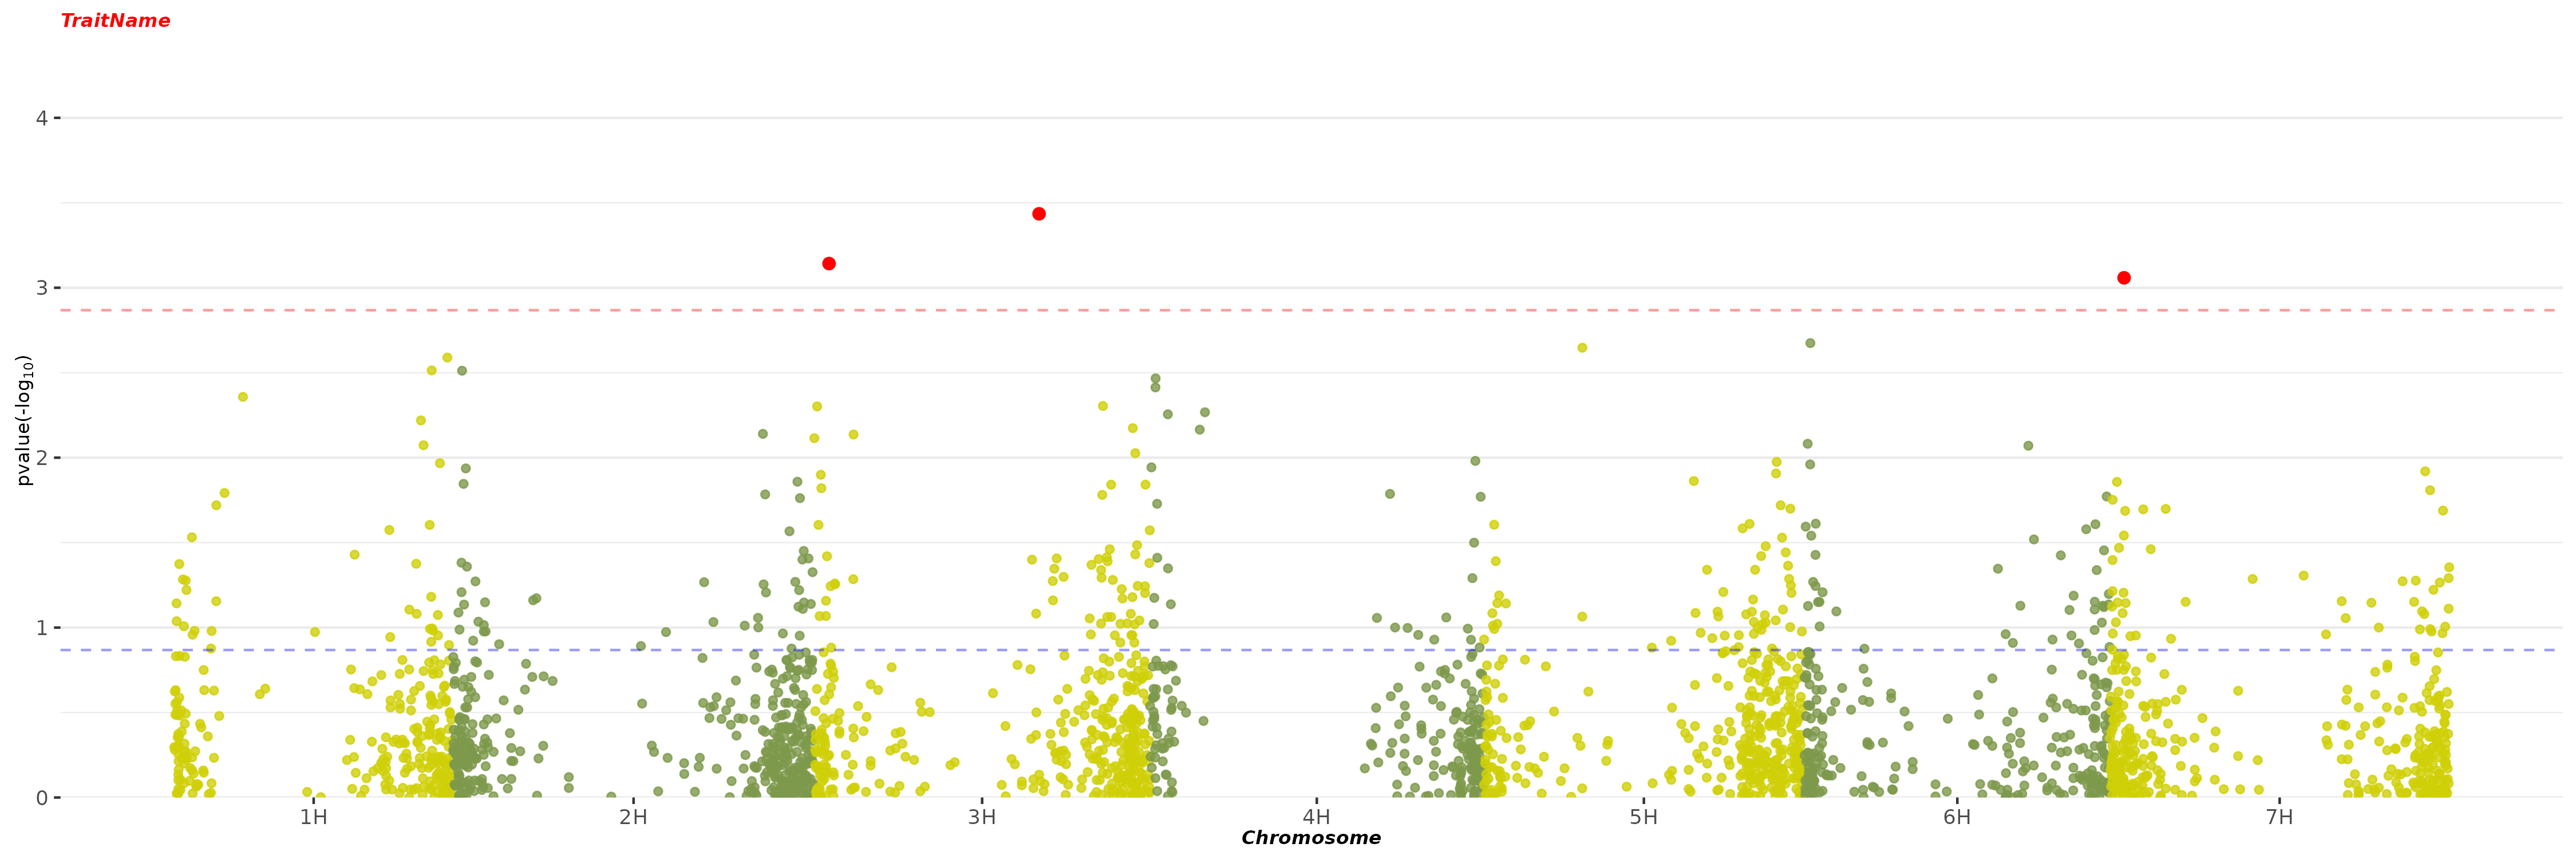 TraitName
4
3
2
1
0
pvalue(-log₁₀)
1H 2H 3H 4H 5H 6H 7H
Chromosome